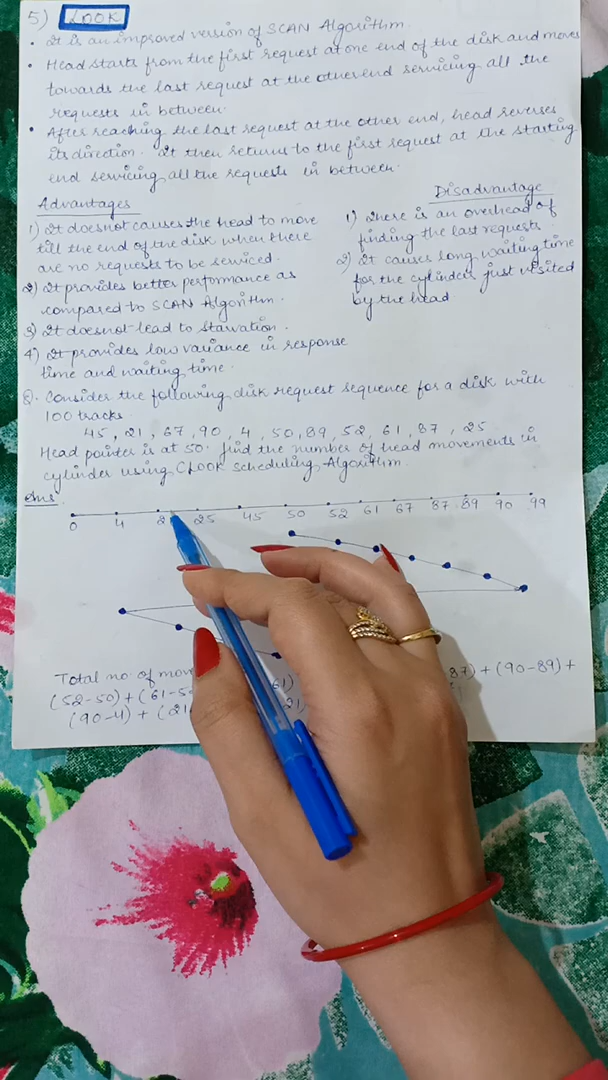 5) LOOK
• It is an improved version of SCAN Algorithm.
• Head starts from the first request at one end of the disk and moves
towards the last request at the other end servicing all the
requests in between.
• After reaching the last request at the other end, head reverses
its direction. It then returns to the first request at the starting
end servicing all the requests in between.
Advantages
1) It doesnot causes the head to move
till the end of the disk when there
are no requests to be serviced.
2) It provides better performance as
compared to SCAN Algorithm.
3) It doesnot lead to starvation.
4) It provides low variance in response
time and waiting time.
Disadvantage
1) There is an overhead of
finding the last requests
2) It causes long waiting time
for the cylinders just visited
by the head
Q. Consider the following disk request sequence for a disk with
100 tracks
45, 21, 67, 90, 4, 50, 89, 52, 61, 87, 25
Head pointer is at 50. find the number of head movements in
cylinder using CLOOK scheduling Algorithm.
Ans
0 4 2 25 45 50 52 61 67 87 89 90 99
Total no of mov 87) + (90-89) +
(52-50) + (61-5 61)
(90-4) + (21 21)